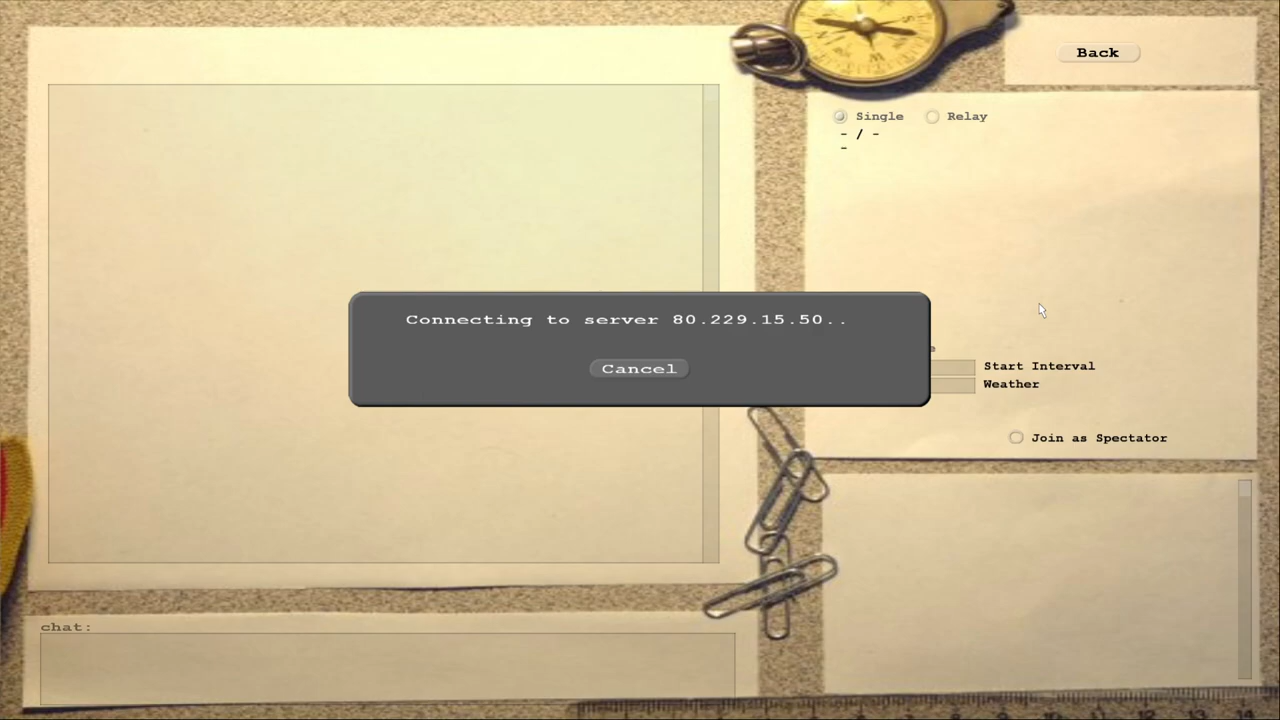 Back
Single Relay
- / -
-
Connecting to server 80.229.15.50..
Cancel
Start Interval
Weather
Join as Spectator
chat: